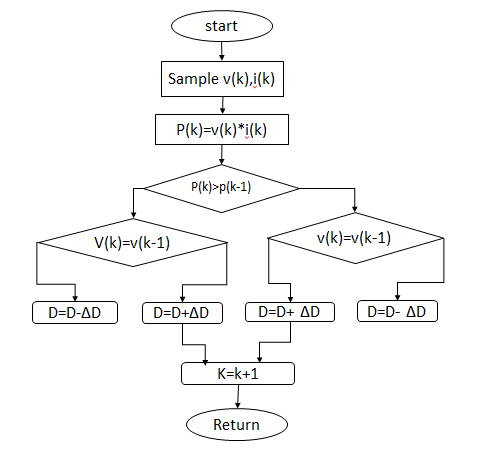 start
Sample v(k),i(k)
P(k)=v(k)*i(k)
P(k)>p(k-1)
V(k)=v(k-1)
v(k)=v(k-1)
D=D-ΔD
D=D+ΔD
D=D+ ΔD
D=D- ΔD
K=k+1
Return